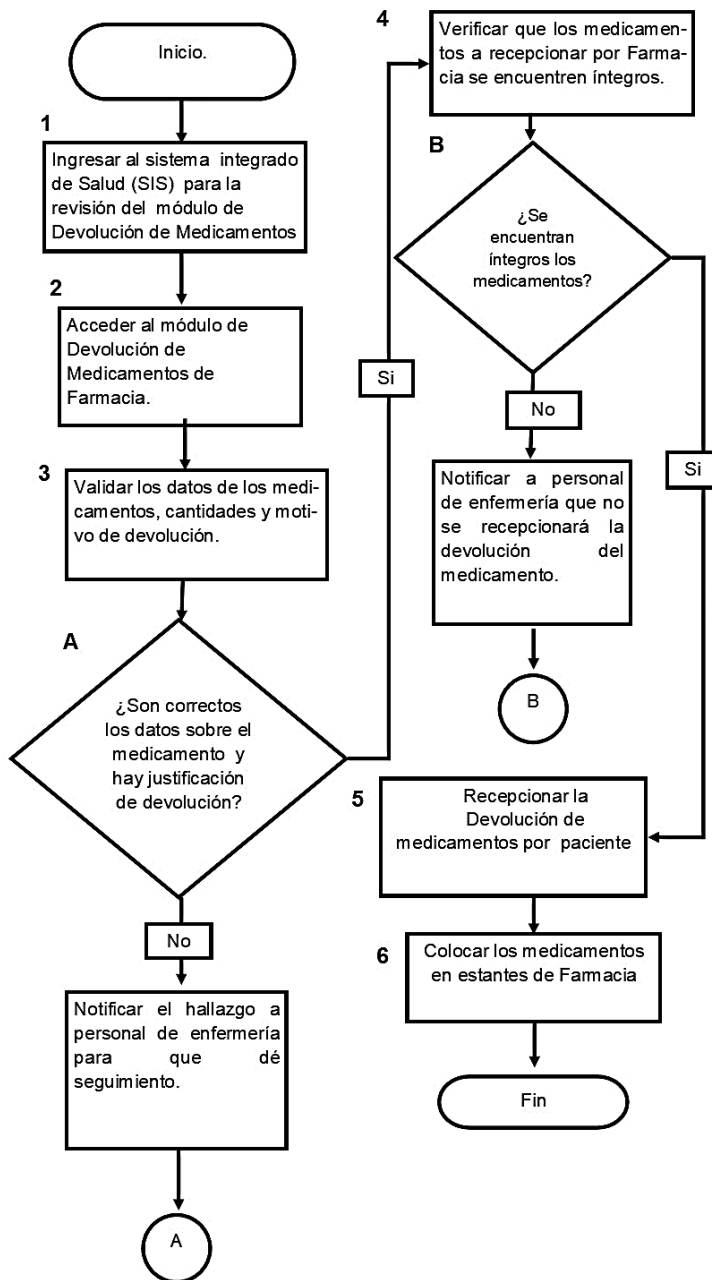 Inicio.
1
Ingresar al sistema integrado
de Salud (SIS) para la
revisión del módulo de
Devolución de Medicamentos
2
Acceder al módulo de
Devolución de
Medicamentos de
Farmacia.
3
Validar los datos de los medi-
camentos, cantidades y moti-
vo de devolución.
A
¿Son correctos
los datos sobre el
medicamento y
hay justificación
de devolución?
No
Notificar el hallazgo a
personal de enfermería
para que dé
seguimiento.
A
Si
4
Verificar que los medicamen-
tos a recepcionar por Farma-
cia se encuentren íntegros.
B
¿Se
encuentran
íntegros los
medicamentos?
No
Notificar a personal
de enfermería que no
se recepcionará la
devolución del
medicamento.
B
Si
5
Recepcionar la
Devolución de
medicamentos por paciente
6
Colocar los medicamentos
en estantes de Farmacia
Fin